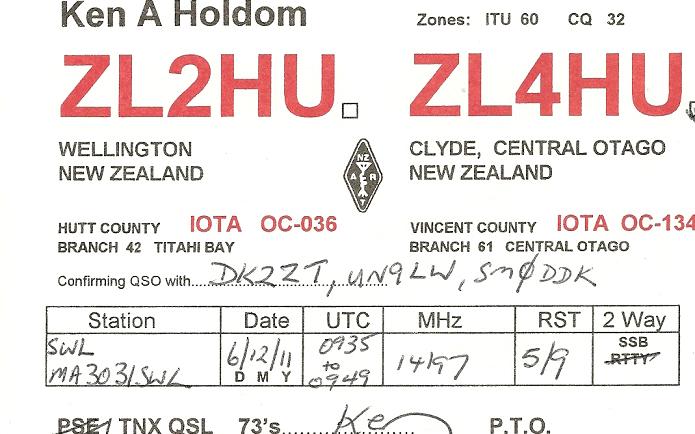 Ken A Holdom
Zones: ITU 60 CQ 32
ZL2HU
ZL4HU
WELLINGTON
NEW ZEALAND
CLYDE, CENTRAL OTAGO
NEW ZEALAND
NZ
A R
T
HUTT COUNTY IOTA OC-036
BRANCH 42 TITAHI BAY
VINCENT COUNTY IOTA OC-134
BRANCH 61 CENTRAL OTAGO
Confirming QSO with DK2ZT, UN9LW, SM0DDK
Station Date UTC MHz RST 2 Way
SWL
MA3031SWL
6/12/11
D M Y
0935
to
0949
14197
5/9
SSB
RTTY
PSE / TNX QSL 73's Ke P.T.O.